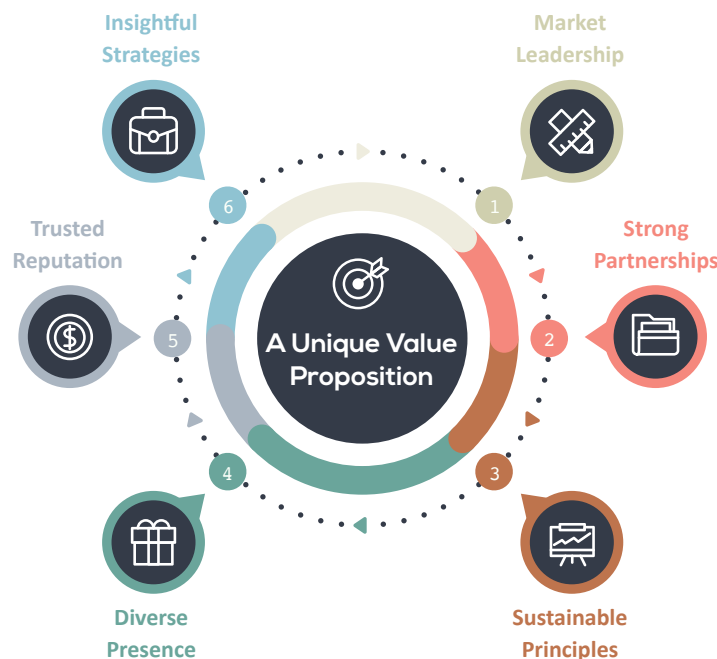 Insightful
Strategies
Market
Leadership
6
1
Trusted
Reputation
Strong
Partnerships
$
5
A Unique Value
Proposition
2
4
3
Diverse
Presence
Sustainable
Principles